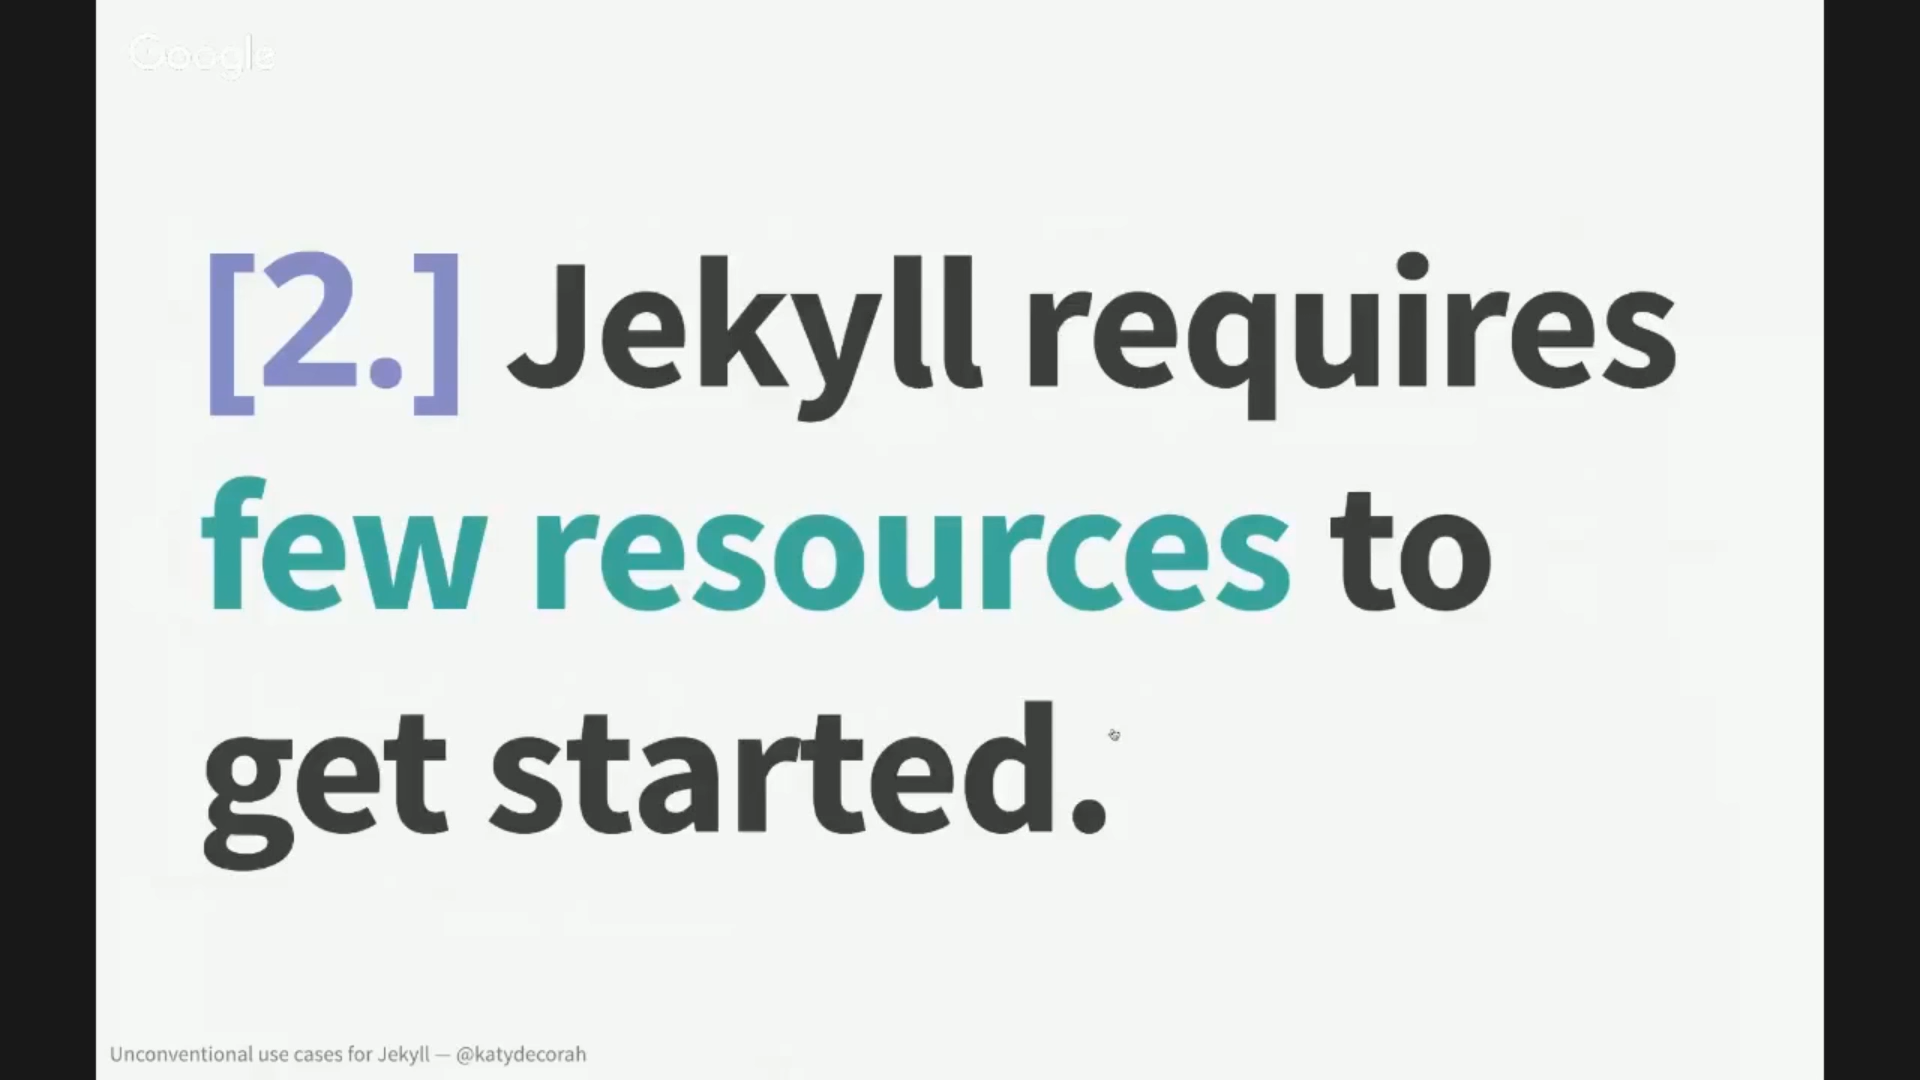 Google
[2.] Jekyll requires
few resources to
get started.
Unconventional use cases for Jekyll — @katydecorah